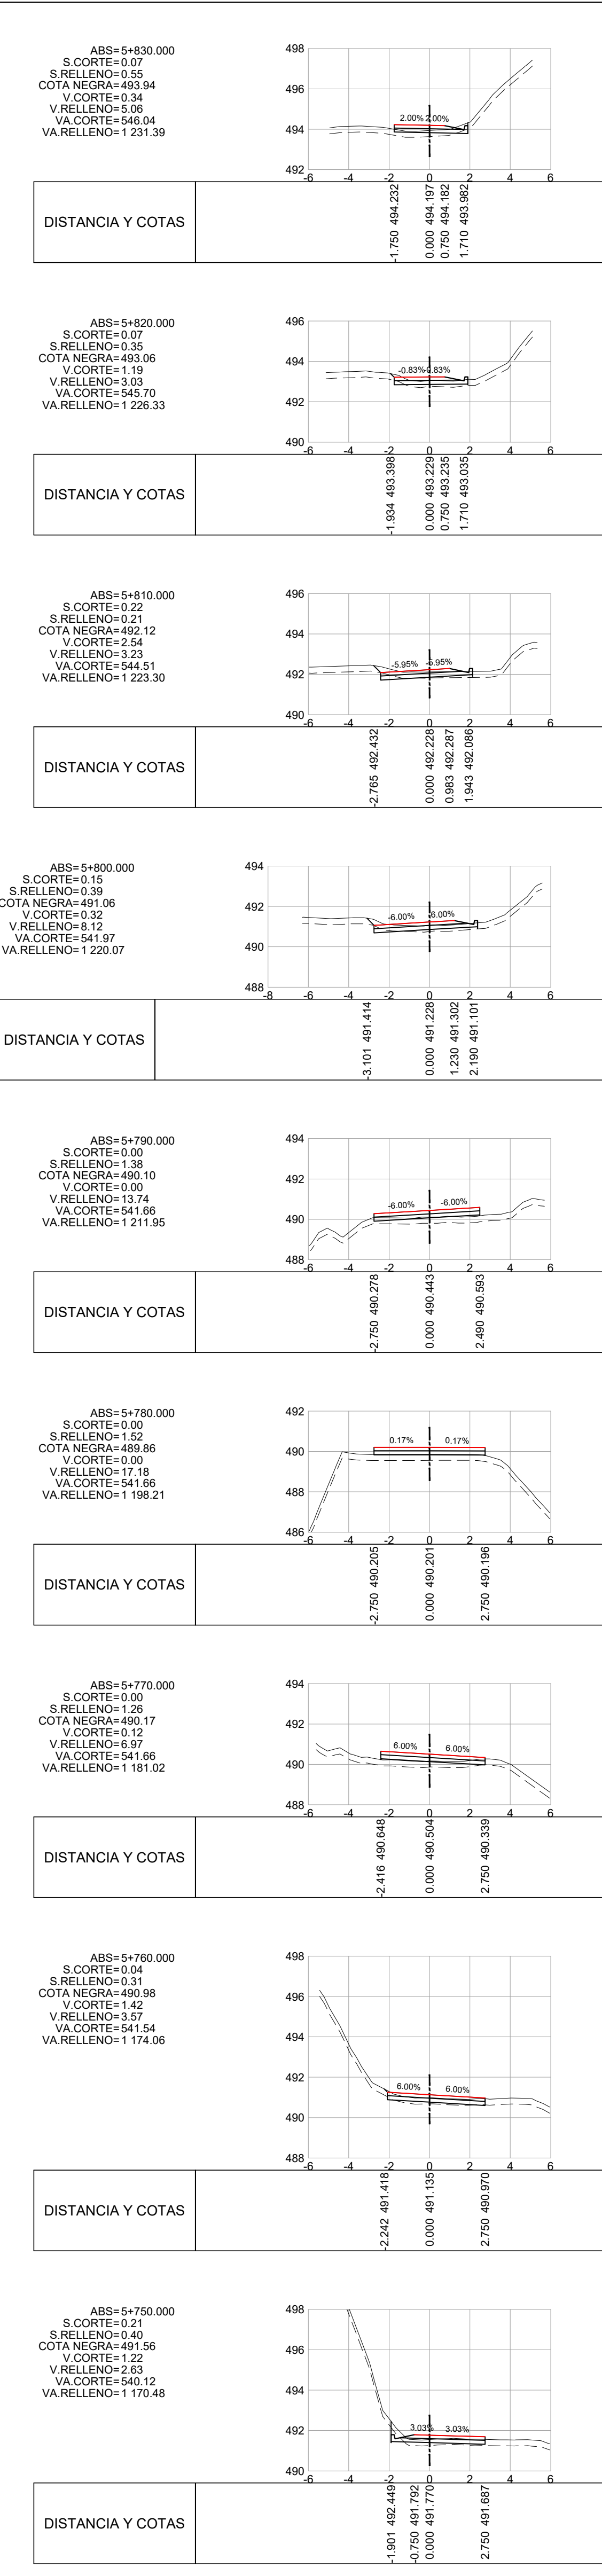 ABS=5+830.000
S.CORTE=0.07
S.RELLENO=0.55
COTA NEGRA=493.94
V.CORTE=0.34
V.RELLENO=5.06
VA.CORTE=546.04
VA.RELLENO=1 231.39
498
496
494
492
2.00% 2.00%
-6 -4 -2 0 2 4 6
DISTANCIA Y COTAS
-1.750 494.232
0.000 494.197
0.750 494.182
1.710 493.982
ABS=5+820.000
S.CORTE=0.07
S.RELLENO=0.35
COTA NEGRA=493.06
V.CORTE=1.19
V.RELLENO=3.03
VA.CORTE=545.70
VA.RELLENO=1 226.33
496
494
492
490
-0.83% -0.83%
-6 -4 -2 0 2 4 6
DISTANCIA Y COTAS
-1.934 493.398
0.000 493.229
0.750 493.235
1.710 493.035
ABS=5+810.000
S.CORTE=0.22
S.RELLENO=0.21
COTA NEGRA=492.12
V.CORTE=2.54
V.RELLENO=3.23
VA.CORTE=544.51
VA.RELLENO=1 223.30
496
494
492
490
-5.95% -5.95%
-6 -4 -2 0 2 4 6
DISTANCIA Y COTAS
-2.765 492.432
0.000 492.228
0.983 492.287
1.943 492.086
ABS=5+800.000
S.CORTE=0.15
S.RELLENO=0.39
COTA NEGRA=491.06
V.CORTE=0.32
V.RELLENO=8.12
VA.CORTE=541.97
VA.RELLENO=1 220.07
494
492
490
488
-6.00% -6.00%
-8 -6 -4 -2 0 2 4 6
DISTANCIA Y COTAS
-3.101 491.414
0.000 491.228
1.230 491.302
2.190 491.101
ABS=5+790.000
S.CORTE=0.00
S.RELLENO=1.38
COTA NEGRA=490.10
V.CORTE=0.00
V.RELLENO=13.74
VA.CORTE=541.66
VA.RELLENO=1 211.95
494
492
490
488
-6.00% -6.00%
-6 -4 -2 0 2 4 6
DISTANCIA Y COTAS
-2.750 490.278
0.000 490.443
2.490 490.593
ABS=5+780.000
S.CORTE=0.00
S.RELLENO=1.52
COTA NEGRA=489.86
V.CORTE=0.00
V.RELLENO=17.18
VA.CORTE=541.66
VA.RELLENO=1 198.21
492
490
488
486
0.17% 0.17%
-6 -4 -2 0 2 4 6
DISTANCIA Y COTAS
-2.750 490.205
0.000 490.201
2.750 490.196
ABS=5+770.000
S.CORTE=0.00
S.RELLENO=1.26
COTA NEGRA=490.17
V.CORTE=0.12
V.RELLENO=6.97
VA.CORTE=541.66
VA.RELLENO=1 181.02
494
492
490
488
6.00% 6.00%
-6 -4 -2 0 2 4 6
DISTANCIA Y COTAS
-2.416 490.648
0.000 490.504
2.750 490.339
ABS=5+760.000
S.CORTE=0.04
S.RELLENO=0.31
COTA NEGRA=490.98
V.CORTE=1.42
V.RELLENO=3.57
VA.CORTE=541.54
VA.RELLENO=1 174.06
498
496
494
492
490
488
6.00% 6.00%
-6 -4 -2 0 2 4 6
DISTANCIA Y COTAS
-2.242 491.418
0.000 491.135
2.750 490.970
ABS=5+750.000
S.CORTE=0.21
S.RELLENO=0.40
COTA NEGRA=491.56
V.CORTE=1.22
V.RELLENO=2.63
VA.CORTE=540.12
VA.RELLENO=1 170.48
498
496
494
492
490
3.03% 3.03%
-6 -4 -2 0 2 4 6
DISTANCIA Y COTAS
-1.901 492.449
-0.750 491.792
0.000 491.770
2.750 491.687